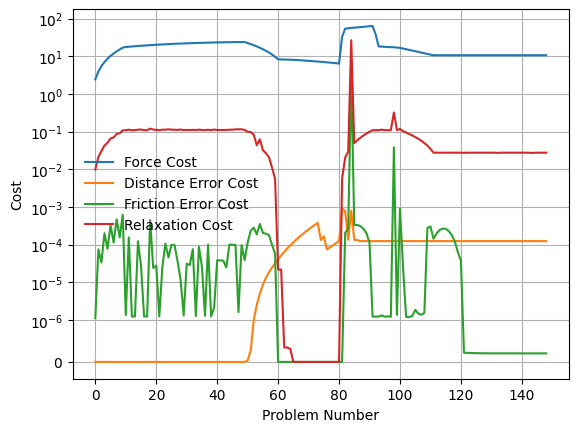 10²
10¹
10⁰
10⁻¹
10⁻²
10⁻³
10⁻⁴
10⁻⁵
10⁻⁶
0
Cost
Force Cost
Distance Error Cost
Friction Error Cost
Relaxation Cost
0 20 40 60 80 100 120 140
Problem Number